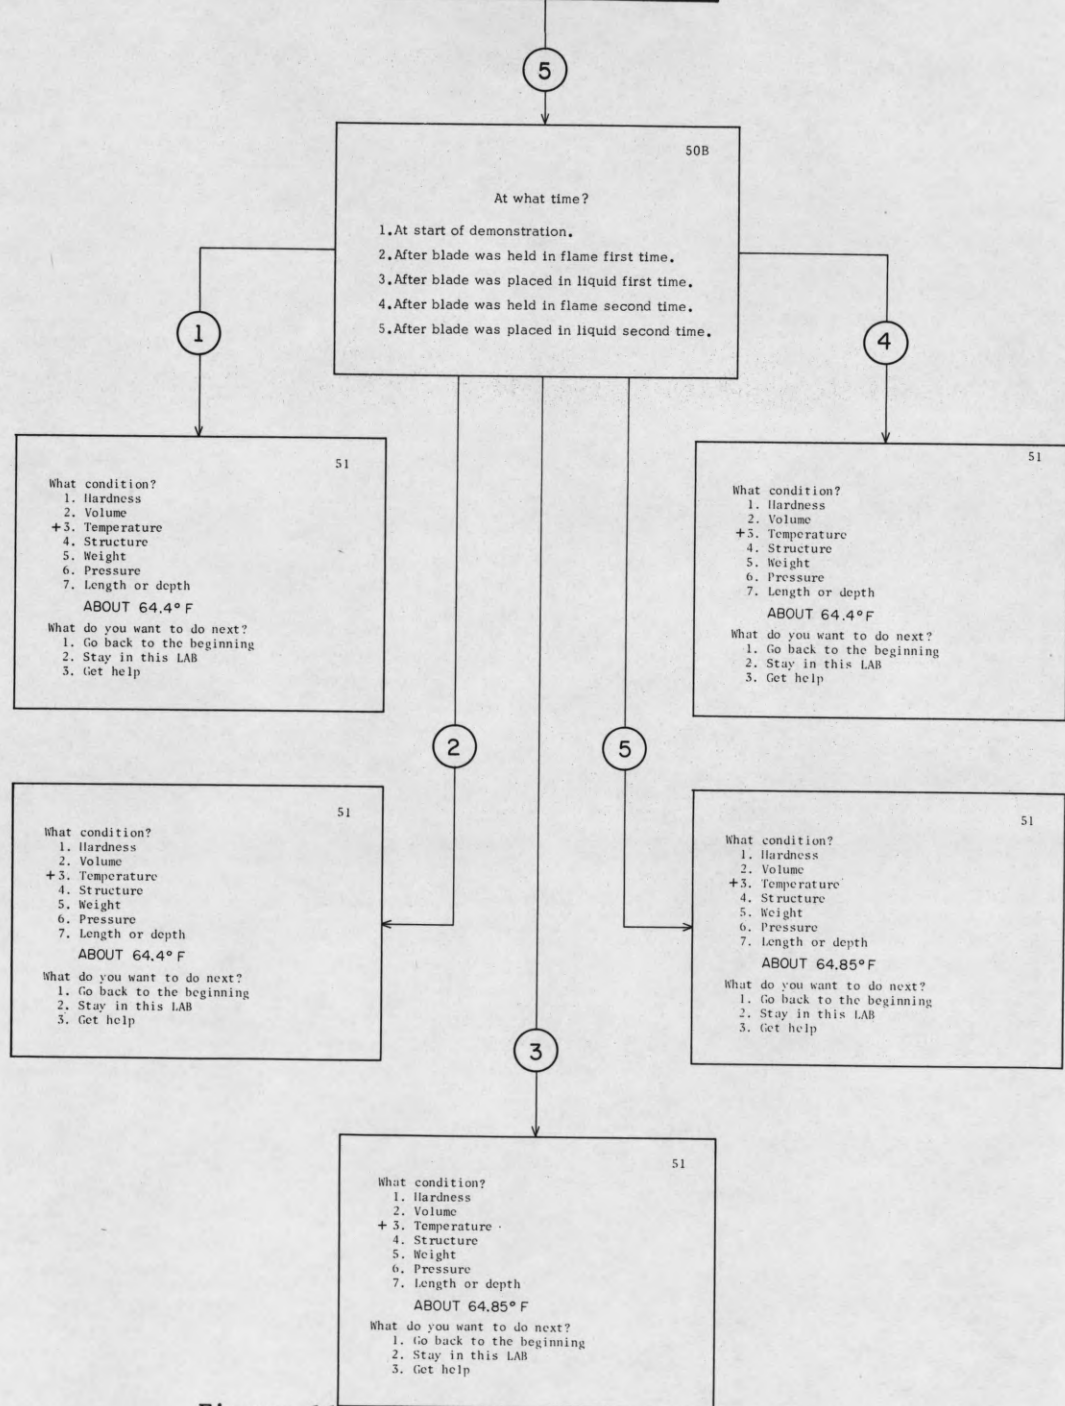 5
50B
At what time?
1.At start of demonstration.
2.After blade was held in flame first time.
3.After blade was placed in liquid first time.
4.After blade was held in flame second time.
5.After blade was placed in liquid second time.
1
4
51
What condition?
1. Hardness
2. Volume
+3. Temperature
4. Structure
5. Weight
6. Pressure
7. Length or depth
ABOUT 64.4° F
What do you want to do next?
1. Go back to the beginning
2. Stay in this LAB
3. Get help
51
What condition?
1. Hardness
2. Volume
+3. Temperature
4. Structure
5. Weight
6. Pressure
7. Length or depth
ABOUT 64.4° F
What do you want to do next?
1. Go back to the beginning
2. Stay in this LAB
3. Get help
2
5
51
What condition?
1. Hardness
2. Volume
+3. Temperature
4. Structure
5. Weight
6. Pressure
7. Length or depth
ABOUT 64.4° F
What do you want to do next?
1. Go back to the beginning
2. Stay in this LAB
3. Get help
51
What condition?
1. Hardness
2. Volume
+3. Temperature
4. Structure
5. Weight
6. Pressure
7. Length or depth
ABOUT 64.85° F
What do you want to do next?
1. Go back to the beginning
2. Stay in this LAB
3. Get help
3
51
What condition?
1. Hardness
2. Volume
+ 3. Temperature
4. Structure
5. Weight
6. Pressure
7. Length or depth
ABOUT 64.85° F
What do you want to do next?
1. Go back to the beginning
2. Stay in this LAB
3. Get help